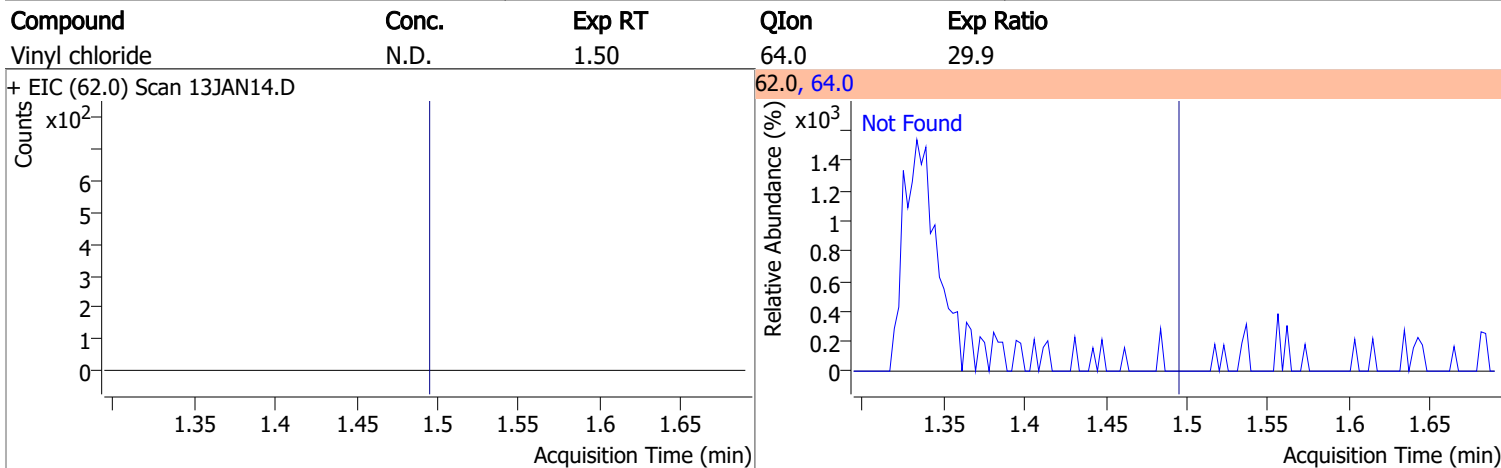 Compound Conc. Exp RT QIon Exp Ratio
Vinyl chloride N.D. 1.50 64.0 29.9
+ EIC (62.0) Scan 13JAN14.D
Counts
x10²
6
5
4
3
2
1
0
1.35 1.4 1.45 1.5 1.55 1.6 1.65
Acquisition Time (min)
62.0, 64.0
Relative Abundance (%)
x10³
Not Found
1.4
1.2
1
0.8
0.6
0.4
0.2
0
1.35 1.4 1.45 1.5 1.55 1.6 1.65
Acquisition Time (min)